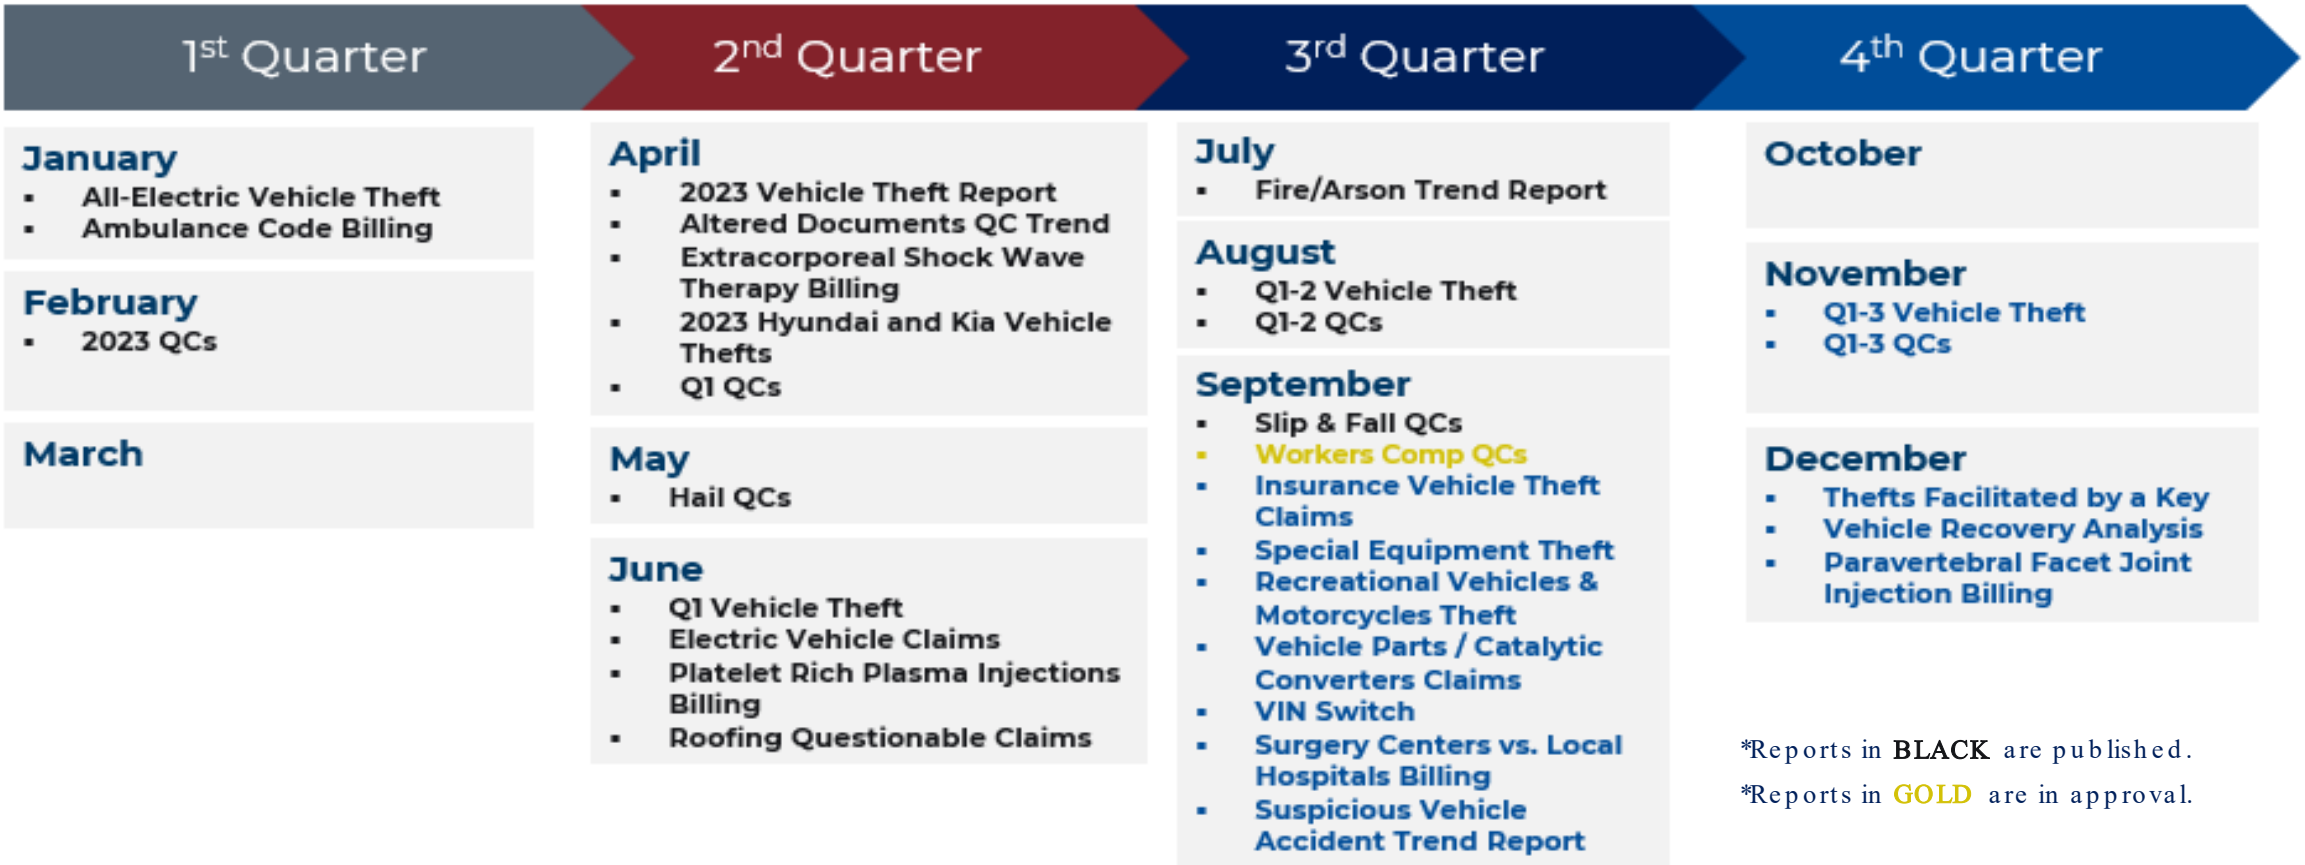 1st Quarter
2nd Quarter
3rd Quarter
4th Quarter
January
▪ All-Electric Vehicle Theft
▪ Ambulance Code Billing
February
▪ 2023 QCs
March
April
▪ 2023 Vehicle Theft Report
▪ Altered Documents QC Trend
▪ Extracorporeal Shock Wave
Therapy Billing
▪ 2023 Hyundai and Kia Vehicle
Thefts
▪ Q1 QCs
May
▪ Hail QCs
June
▪ Q1 Vehicle Theft
▪ Electric Vehicle Claims
▪ Platelet Rich Plasma Injections
Billing
▪ Roofing Questionable Claims
July
▪ Fire/Arson Trend Report
August
▪ Q1-2 Vehicle Theft
▪ Q1-2 QCs
September
▪ Slip & Fall QCs
▪ Workers Comp QCs
▪ Insurance Vehicle Theft
Claims
▪ Special Equipment Theft
▪ Recreational Vehicles &
Motorcycles Theft
▪ Vehicle Parts / Catalytic
Converters Claims
▪ VIN Switch
▪ Surgery Centers vs. Local
Hospitals Billing
▪ Suspicious Vehicle
Accident Trend Report
October
November
▪ Q1-3 Vehicle Theft
▪ Q1-3 QCs
December
▪ Thefts Facilitated by a Key
▪ Vehicle Recovery Analysis
▪ Paravertebral Facet Joint
Injection Billing
*Reports in BLACK are published.
*Reports in GOLD are in approval.